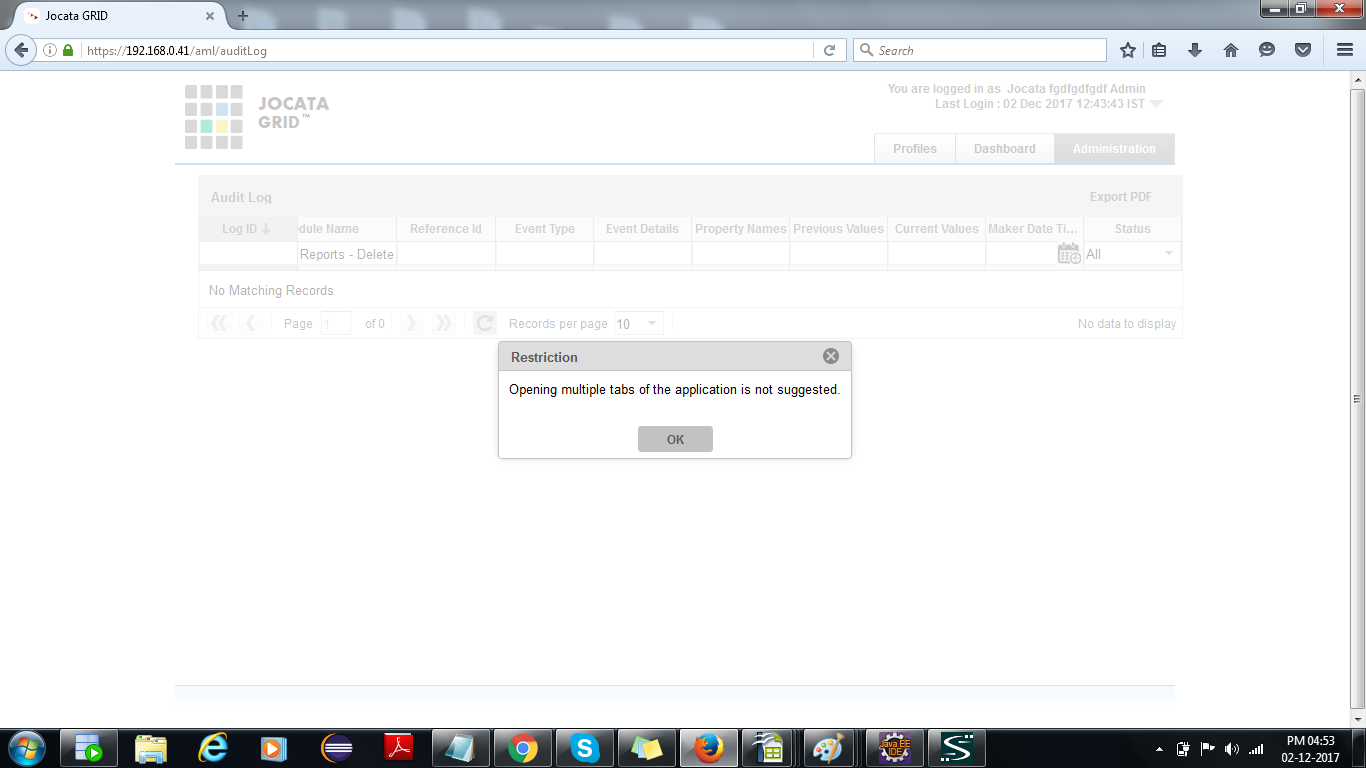 Jocata GRID
https://192.168.0.41/aml/auditLog
Search
JOCATA
GRID™
You are logged in as Jocata fgdfgdfgdf Admin
Last Login : 02 Dec 2017 12:43:43 IST
Profiles Dashboard Administration
Audit Log Export PDF
Log ID dule Name Reference Id Event Type Event Details Property Names Previous Values Current Values Maker Date Ti... Status
Reports - Delete All
No Matching Records
Page 1 of 0 Records per page 10 No data to display
Restriction
Opening multiple tabs of the application is not suggested.
OK
Java EE
IDE
PM 04:53
02-12-2017